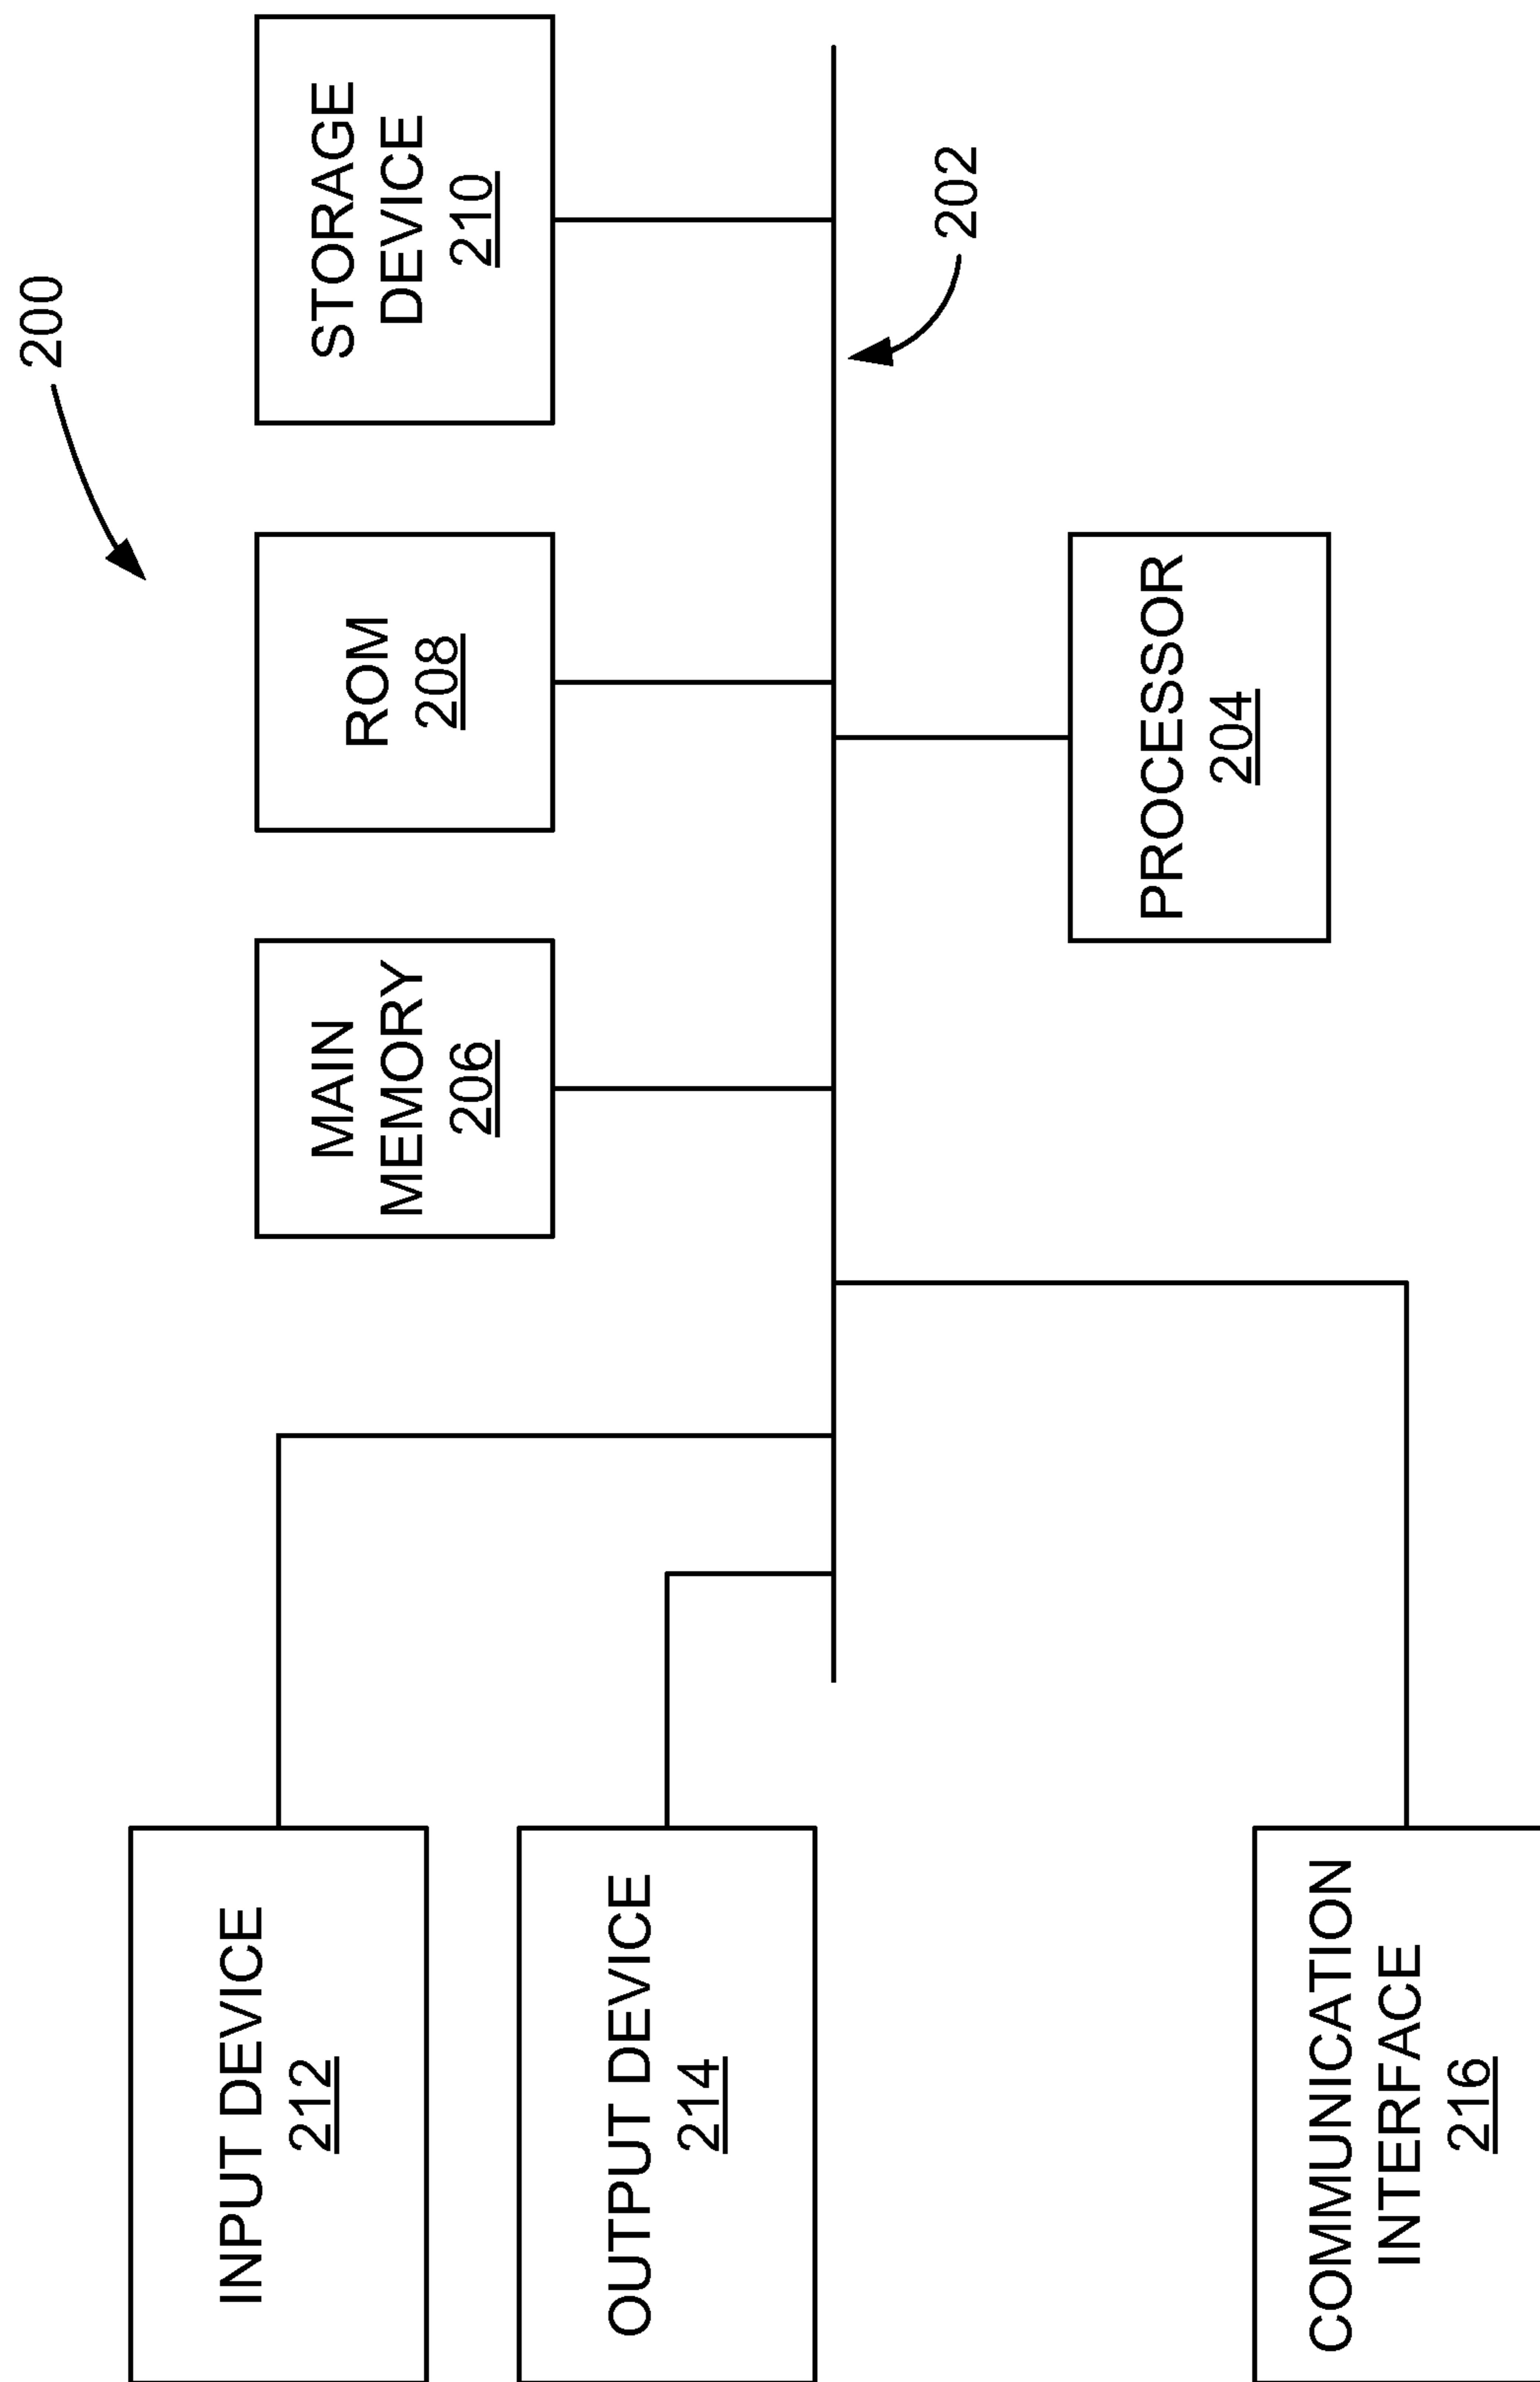 200
MAIN
MEMORY
206
ROM
208
STORAGE
DEVICE
210
INPUT DEVICE
212
OUTPUT DEVICE
214
202
PROCESSOR
204
COMMUNICATION
INTERFACE
216